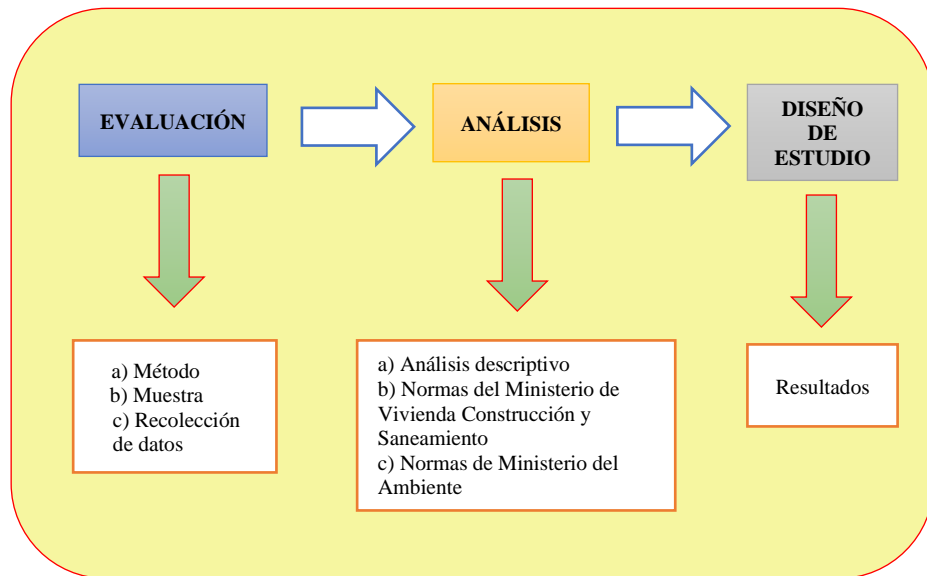 EVALUACIÓN
ANÁLISIS
DISEÑO
DE
ESTUDIO
a) Método
b) Muestra
c) Recolección
de datos
a) Análisis descriptivo
b) Normas del Ministerio de
Vivienda Construcción y
Saneamiento
c) Normas de Ministerio del
Ambiente
Resultados